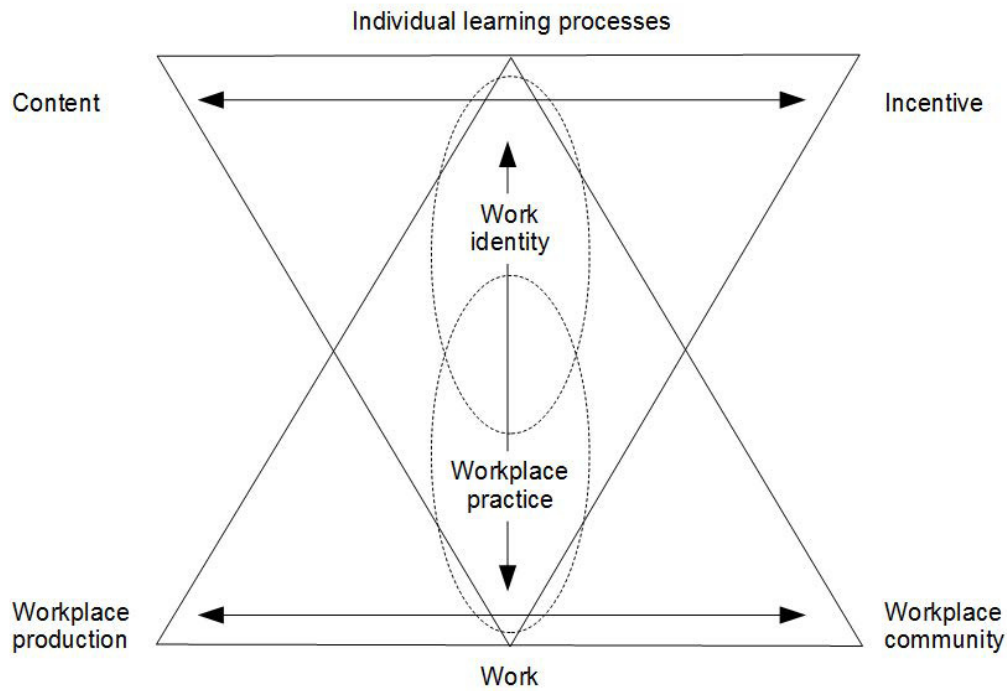 Individual learning processes
Content
Incentive
Work
identity
Workplace
practice
Workplace
production
Workplace
community
Work